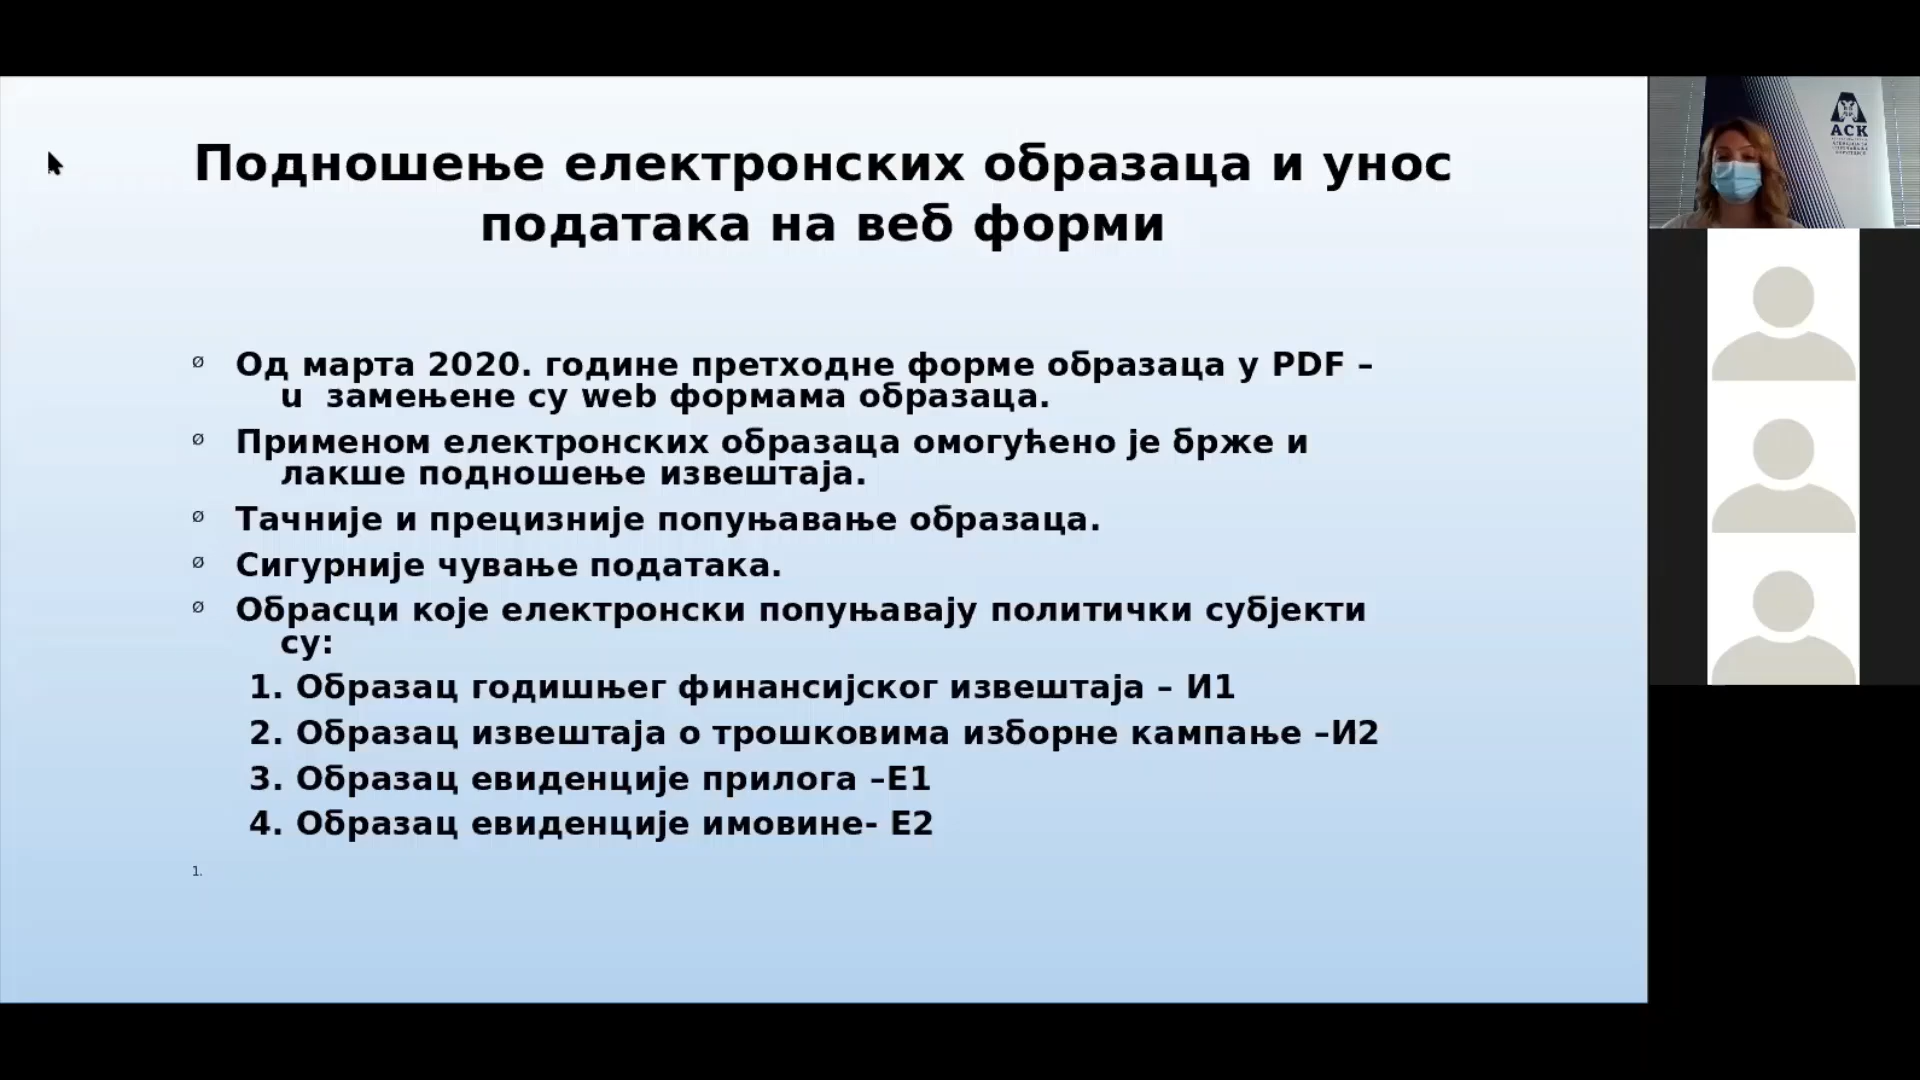 Подношење електронских образаца и унос
података на веб форми
Од марта 2020. године претходне форме образаца у PDF –
u замењене су web формама образаца.
Применом електронских образаца омогућено је брже и
лакше подношење извештаја.
Тачније и прецизније попуњавање образаца.
Сигурније чување података.
Обрасци које електронски попуњавају политички субјекти
су:
1. Образац годишњег финансијског извештаја – И1
2. Образац извештаја о трошковима изборне кампање –И2
3. Образац евиденције прилога –Е1
4. Образац евиденције имовине- Е2
1.
АСК